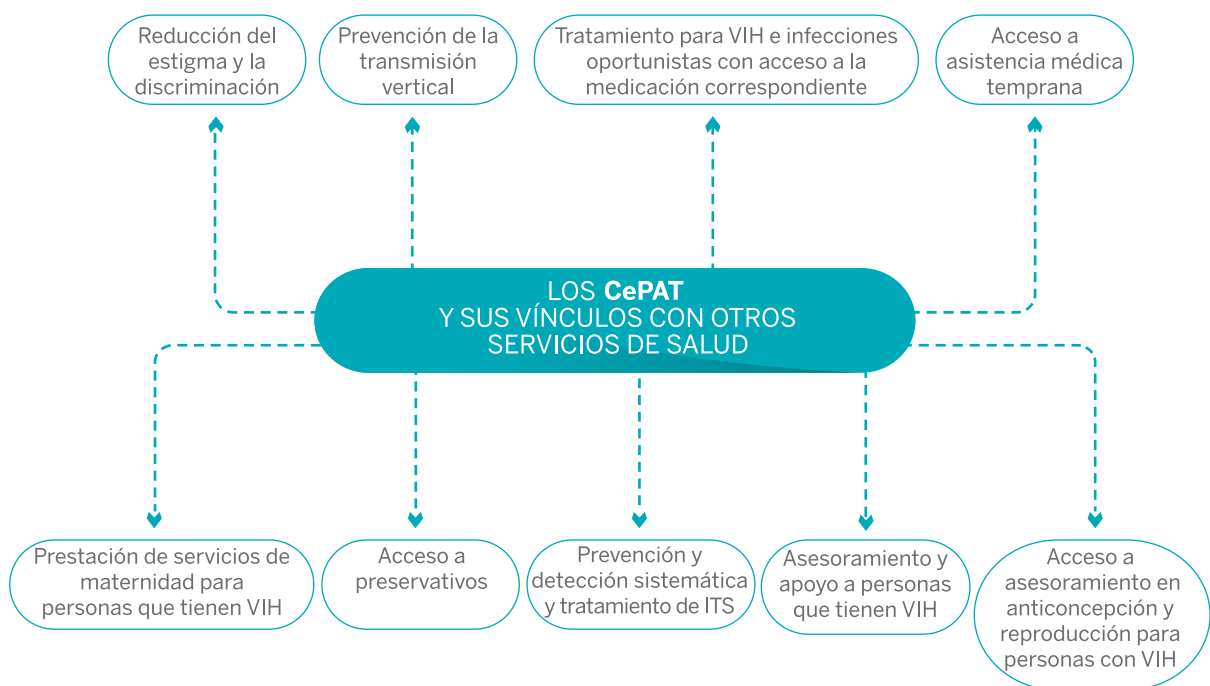 Reducción del
estigma y la
discriminación
Prevención de la
transmisión
vertical
Tratamiento para VIH e infecciones
oportunistas con acceso a la
medicación correspondiente
Acceso a
asistencia médica
temprana
LOS CePAT
Y SUS VÍNCULOS CON OTROS
SERVICIOS DE SALUD
Prestación de servicios de
maternidad para
personas que tienen VIH
Acceso a
preservativos
Prevención y
detección sistemática
y tratamiento de ITS
Asesoramiento y
apoyo a personas
que tienen VIH
Acceso a
asesoramiento en
anticoncepción y
reproducción para
personas con VIH